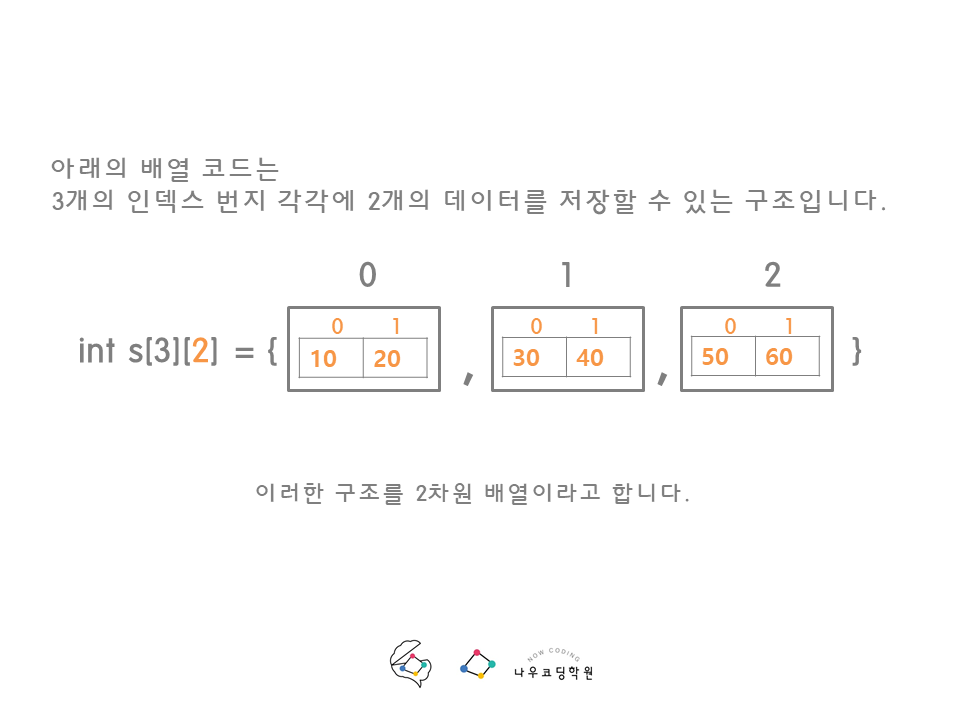 아래의 배열 코드는
3개의 인덱스 번지 각각에 2개의 데이터를 저장할 수 있는 구조입니다.
0 1 2
0 1 0 1 0 1
int s[3][2] = { 10 20 , 30 40 , 50 60 }
이러한 구조를 2차원 배열이라고 합니다.
NOW CODING
나우코딩학원